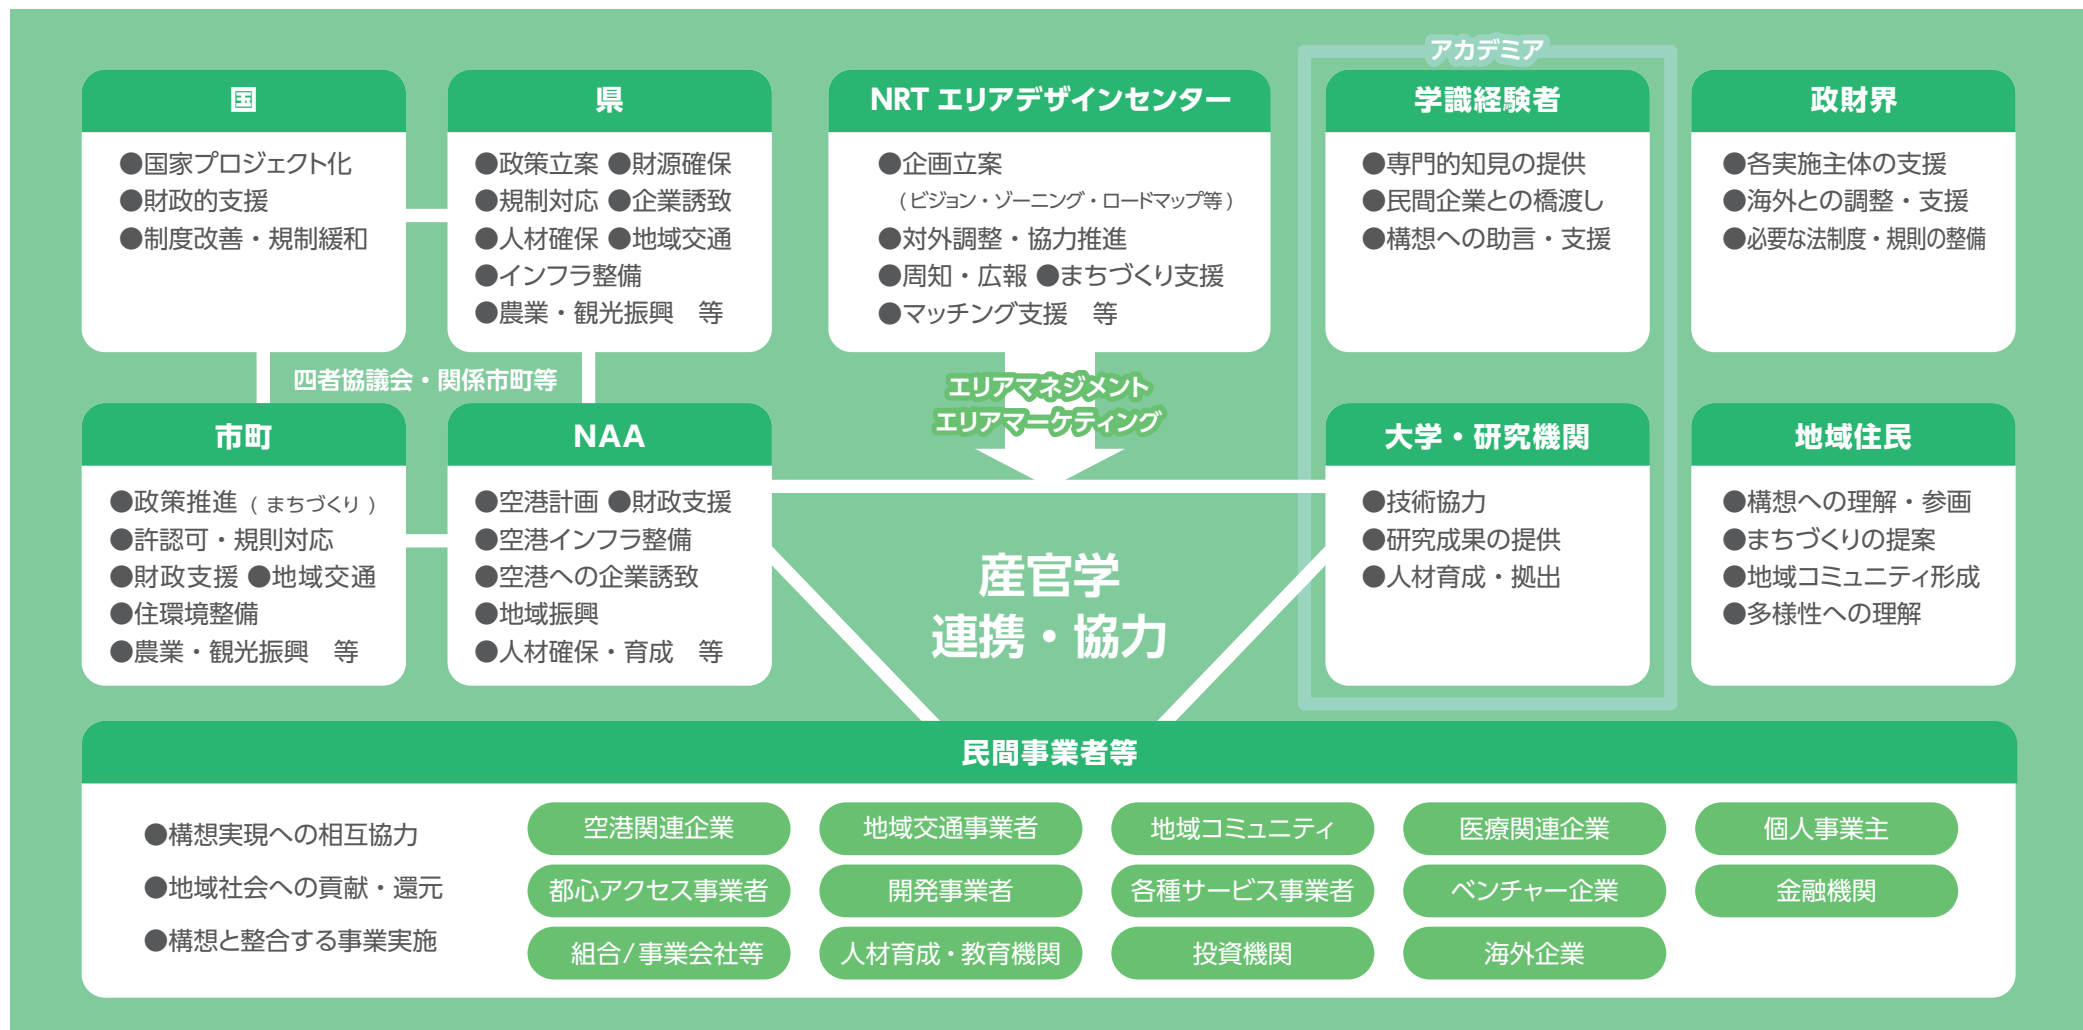 国
●国家プロジェクト化
●財政的支援
●制度改善・規制緩和
県
●政策立案 ●財源確保
●規制対応 ●企業誘致
●人材確保 ●地域交通
●インフラ整備
●農業・観光振興　等
NRT エリアデザインセンター
●企画立案
(ビジョン・ゾーニング・ロードマップ等)
●対外調整・協力推進
●周知・広報 ●まちづくり支援
●マッチング支援　等
アカデミア
学識経験者
●専門的知見の提供
●民間企業との橋渡し
●構想への助言・支援
政財界
●各実施主体の支援
●海外との調整・支援
●必要な法制度・規則の整備
四者協議会・関係市町等
エリアマネジメント
エリアマーケティング
市町
●政策推進 ( まちづくり )
●許認可・規則対応
●財政支援 ●地域交通
●住環境整備
●農業・観光振興　等
NAA
●空港計画 ●財政支援
●空港インフラ整備
●空港への企業誘致
●地域振興
●人材確保・育成　等
産官学
連携・協力
大学・研究機関
●技術協力
●研究成果の提供
●人材育成・拠出
地域住民
●構想への理解・参画
●まちづくりの提案
●地域コミュニティ形成
●多様性への理解
民間事業者等
●構想実現への相互協力
●地域社会への貢献・還元
●構想と整合する事業実施
空港関連企業
地域交通事業者
地域コミュニティ
医療関連企業
個人事業主
都心アクセス事業者
開発事業者
各種サービス事業者
ベンチャー企業
金融機関
組合/事業会社等
人材育成・教育機関
投資機関
海外企業